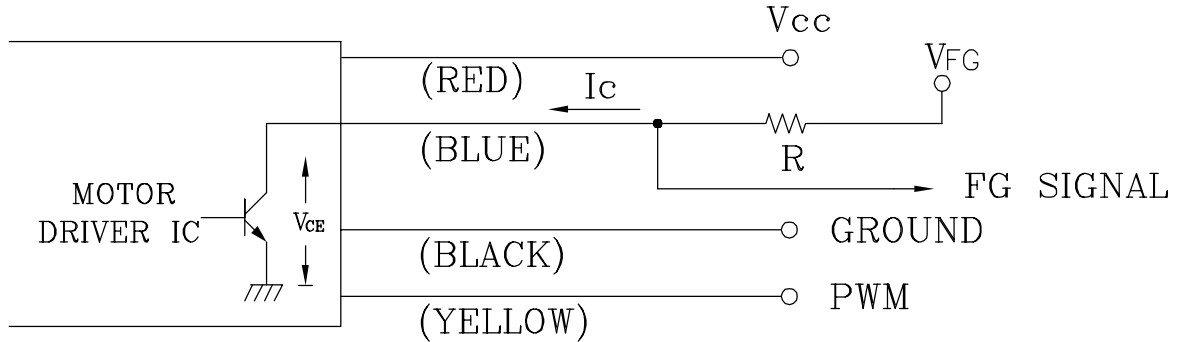 Vcc
VFG
(RED)
Ic
(BLUE)
R
FG SIGNAL
MOTOR
DRIVER IC
VCE
GROUND
(BLACK)
PWM
(YELLOW)